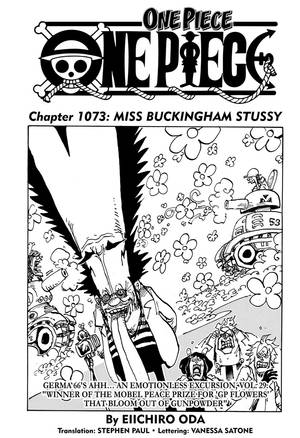 ONE PIECE
ONE PIECE
Chapter 1073: MISS BUCKINGHAM STUSSY
53
GERMA 66'S AHH... AN EMOTIONLESS EXCURSION, VOL. 29:
"WINNER OF THE MOBEL PEACE PRIZE FOR 'GP FLOWERS'
THAT BLOOM OUT OF GUNPOWDER"
By EIICHIRO ODA
Translation: STEPHEN PAUL • Lettering: VANESSA SATONE